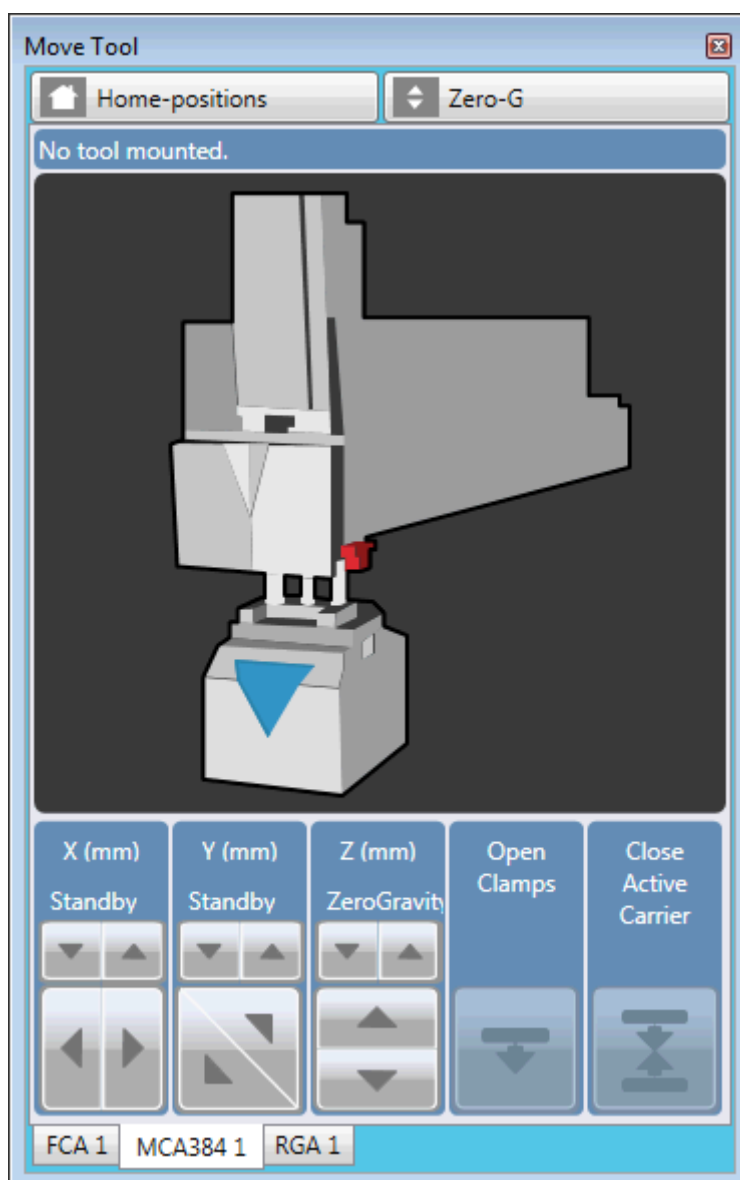 Move Tool
Home-positions
Zero-G
No tool mounted.
X (mm)
Standby
Y (mm)
Standby
Z (mm)
ZeroGravity
Open
Clamps
Close
Active
Carrier
FCA 1
MCA384 1
RGA 1